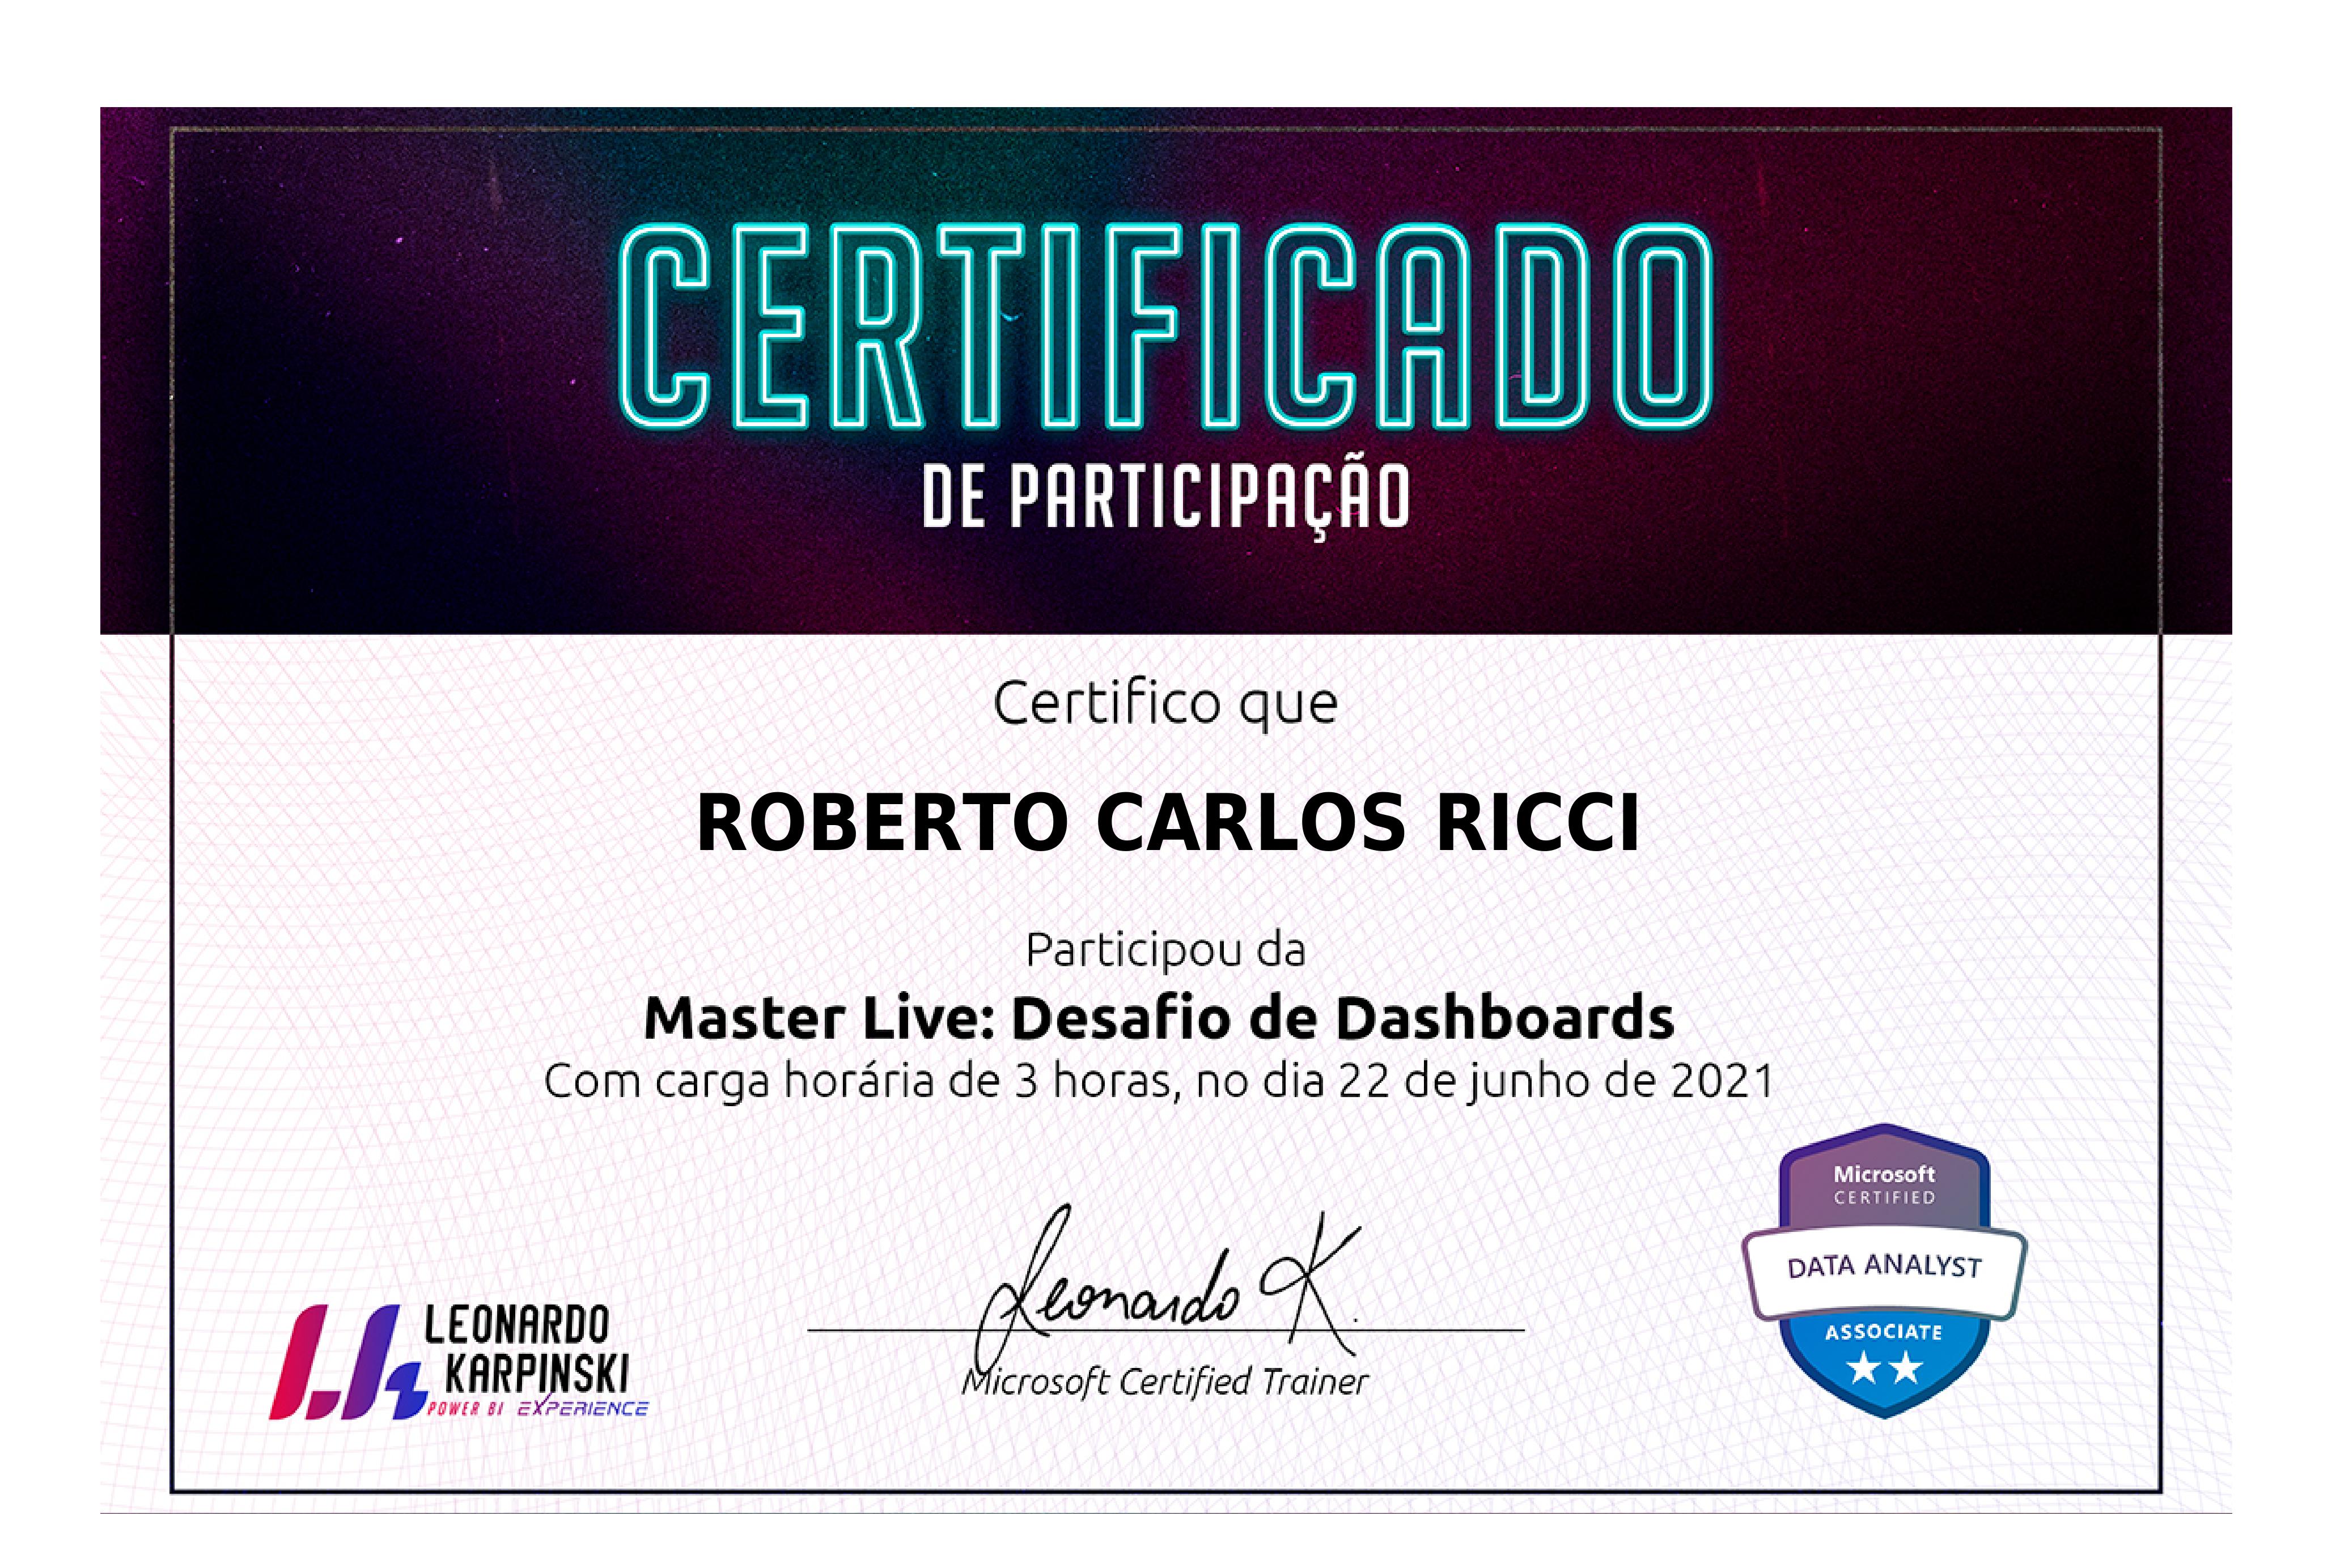 CERTIFICADO
DE PARTICIPAÇÃO
Certifico que
ROBERTO CARLOS RICCI
Participou da
Master Live: Desafio de Dashboards
Com carga horária de 3 horas, no dia 22 de junho de 2021
Microsoft
CERTIFIED
DATA ANALYST
ASSOCIATE
Leonardo K.
Microsoft Certified Trainer
LEONARDO
KARPINSKI
POWER BI EXPERIENCE